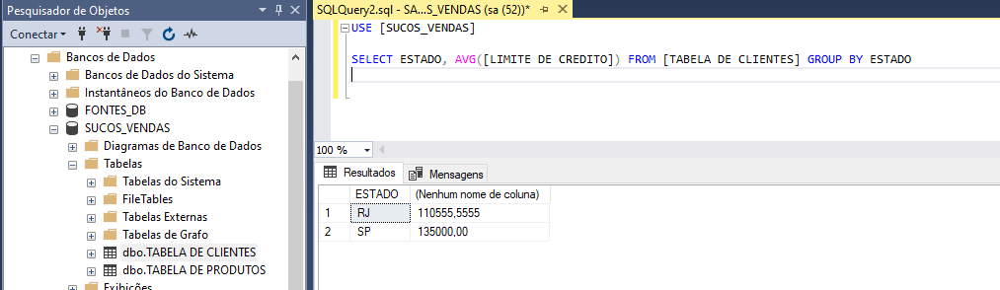 Pesquisador de Objetos
Conectar
Bancos de Dados
Bancos de Dados do Sistema
Instantâneos do Banco de Dados
FONTES_DB
SUCOS_VENDAS
Diagramas de Banco de Dados
Tabelas
Tabelas do Sistema
FileTables
Tabelas Externas
Tabelas de Grafo
dbo.TABELA DE CLIENTES
dbo.TABELA DE PRODUTOS
Exibições
SQLQuery2.sql - SA...S_VENDAS (sa (52))*
USE [SUCOS_VENDAS]
SELECT ESTADO, AVG([LIMITE DE CREDITO]) FROM [TABELA DE CLIENTES] GROUP BY ESTADO
100 %
Resultados Mensagens
ESTADO (Nenhum nome de coluna)
1 RJ 110555,5555
2 SP 135000,00